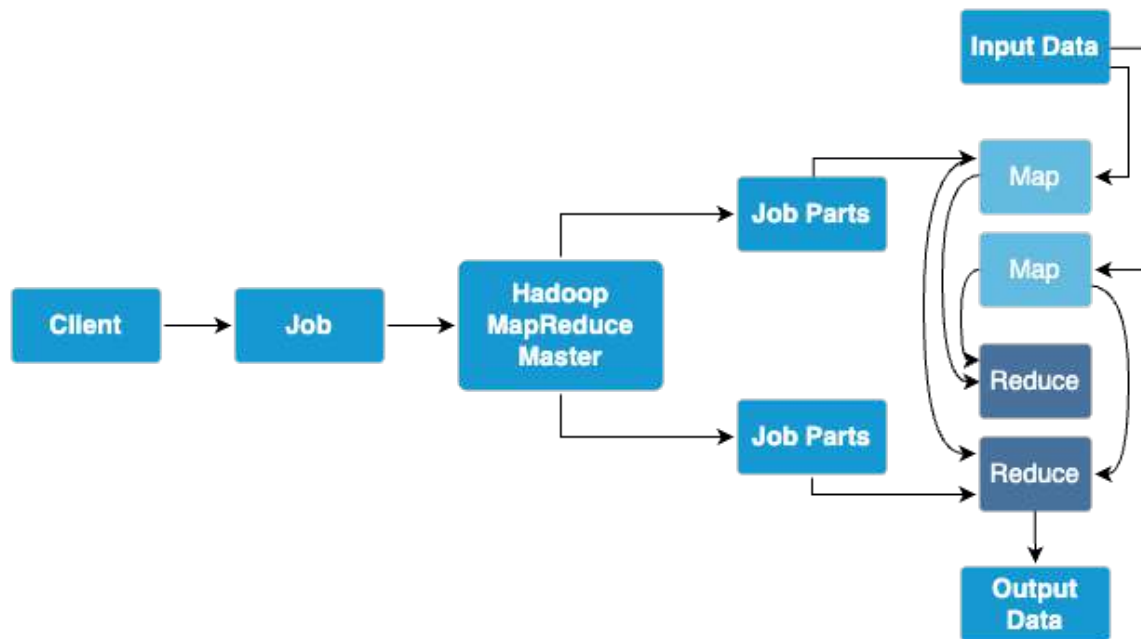 Input Data
Map
Job Parts
Map
Client
Job
Hadoop
MapReduce
Master
Reduce
Job Parts
Reduce
Output
Data